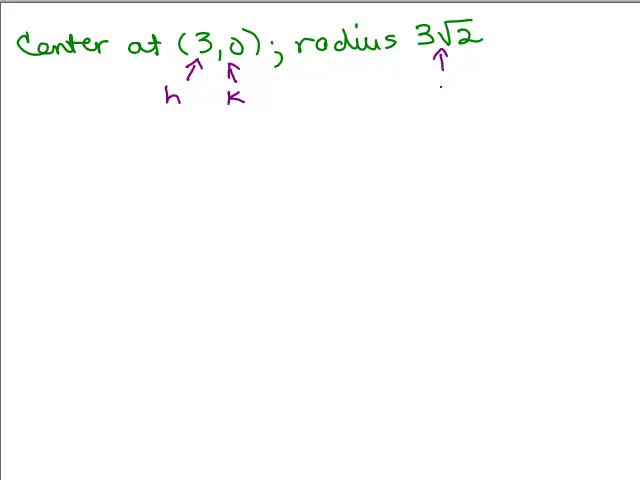 Center at (3,0); radius 3√2
h k